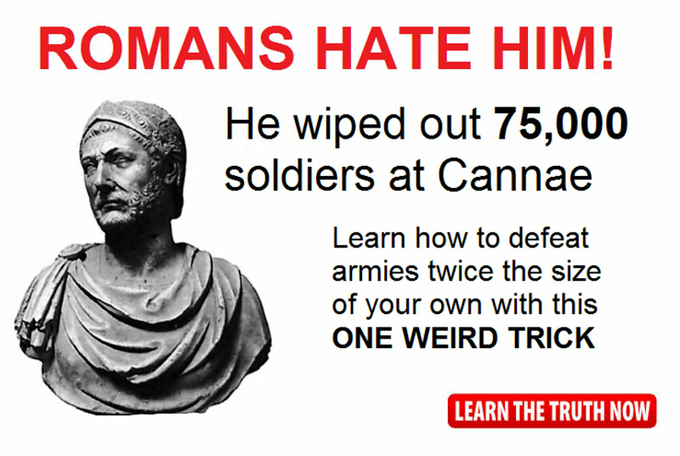 ROMANS HATE HIM!
He wiped out 75,000
soldiers at Cannae
Learn how to defeat
armies twice the size
of your own with this
ONE WEIRD TRICK
LEARN THE TRUTH NOW